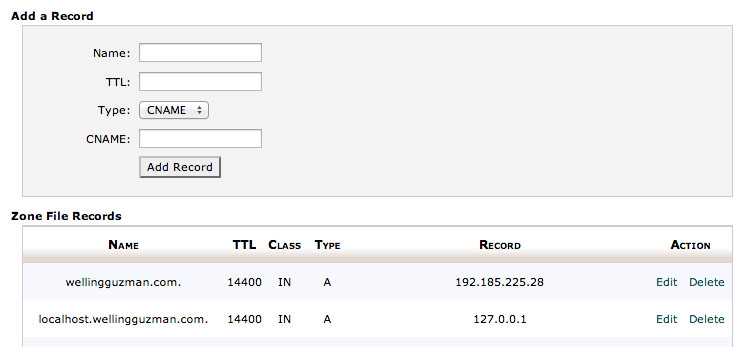 Add a Record
Name:
TTL:
Type: CNAME
CNAME:
Add Record
Zone File Records
Name TTL Class Type Record Action
wellingguzman.com. 14400 IN A 192.185.225.28 Edit Delete
localhost.wellingguzman.com. 14400 IN A 127.0.0.1 Edit Delete